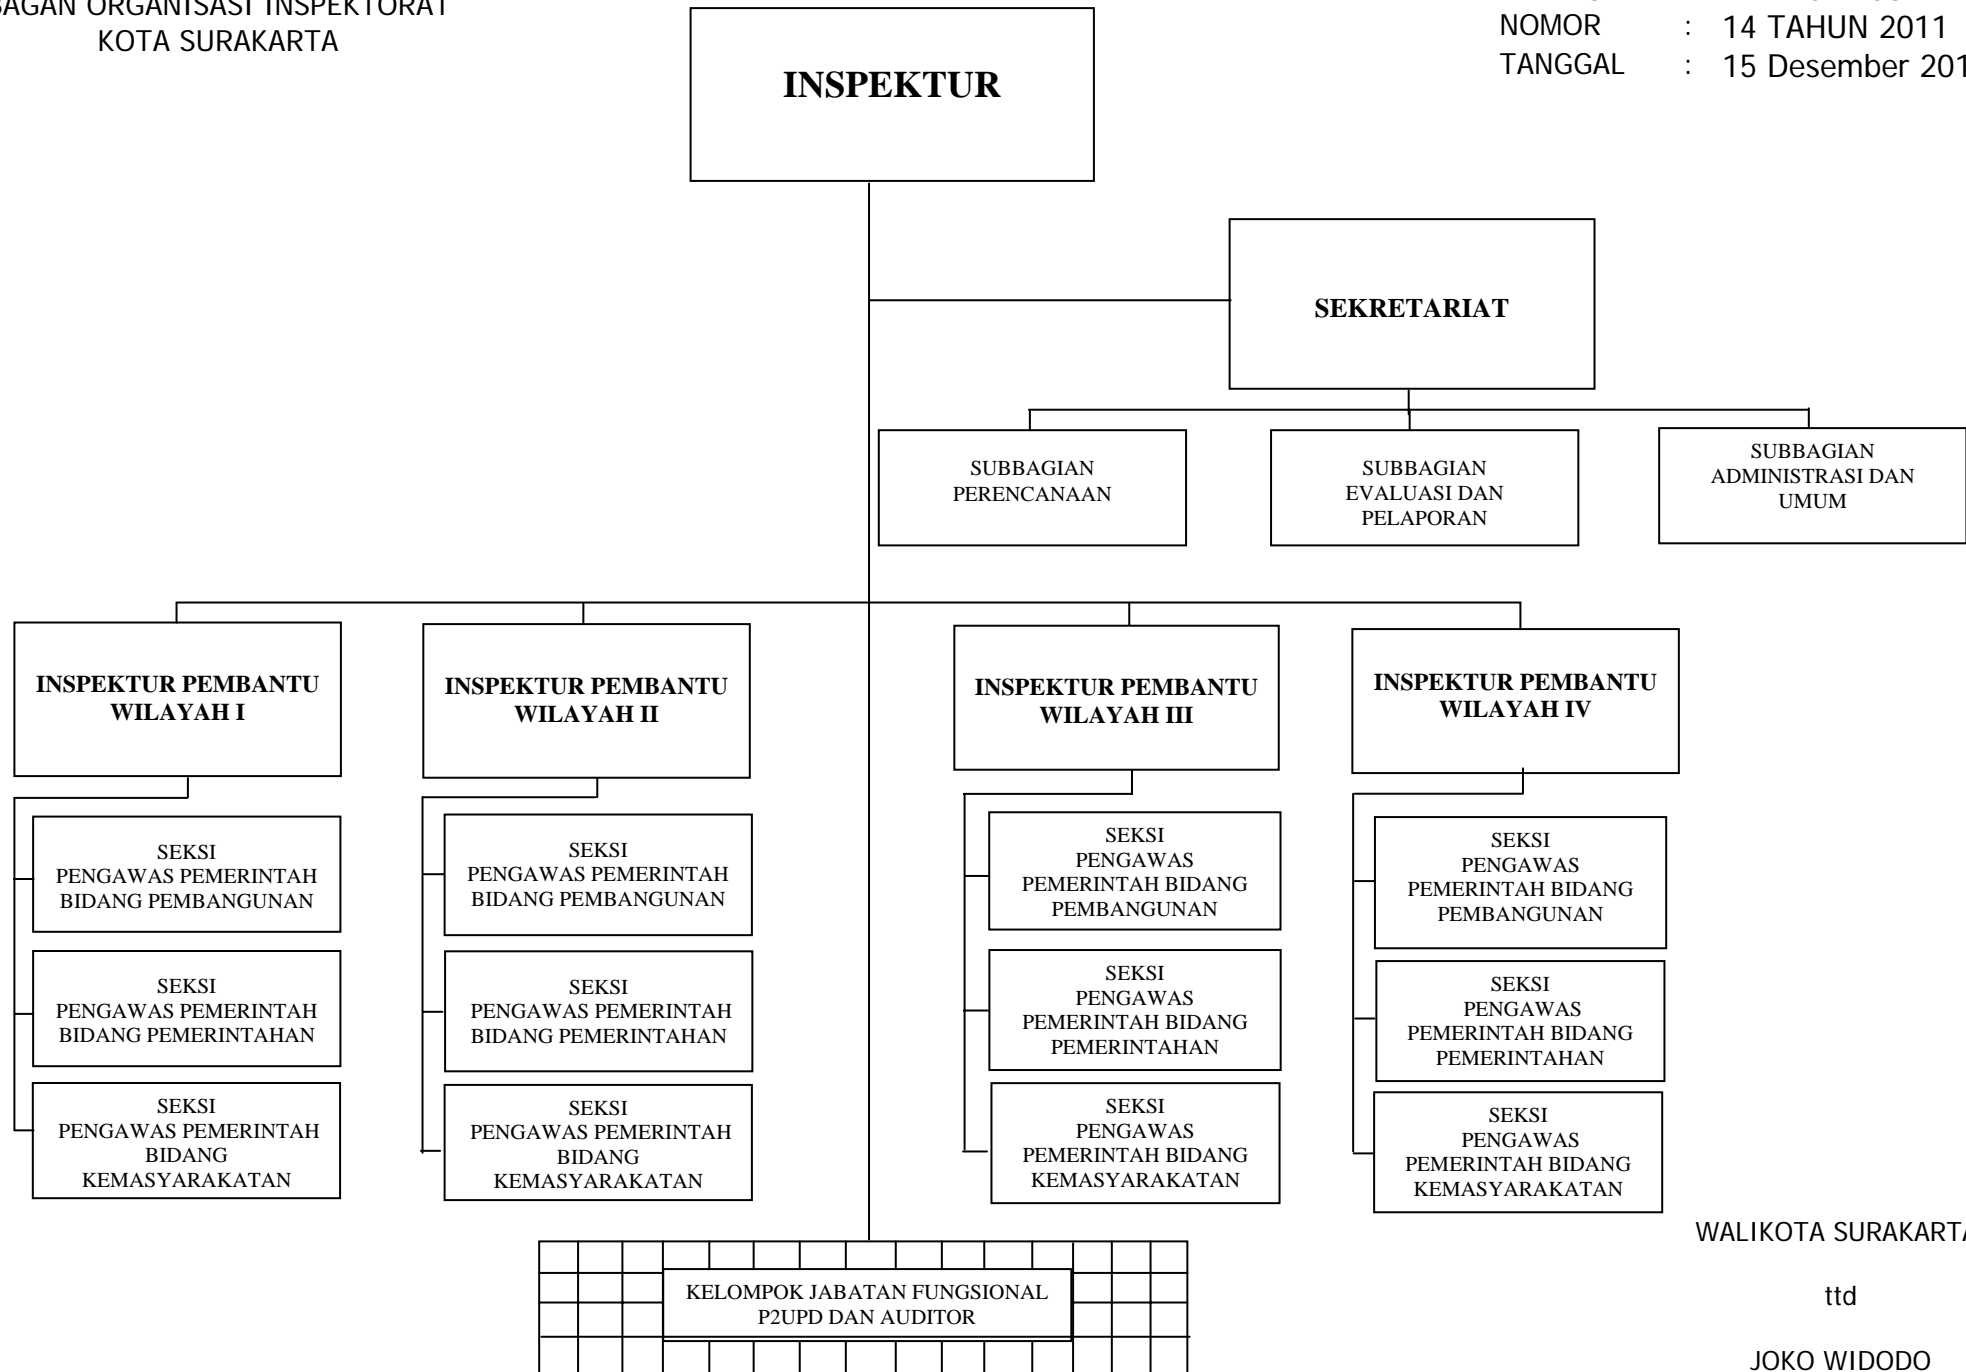 BAGAN ORGANISASI INSPEKTORAT
KOTA SURAKARTA
NOMOR : 14 TAHUN 2011
TANGGAL : 15 Desember 201
INSPEKTUR
SEKRETARIAT
SUBBAGIAN
PERENCANAAN
SUBBAGIAN
EVALUASI DAN
PELAPORAN
SUBBAGIAN
ADMINISTRASI DAN
UMUM
INSPEKTUR PEMBANTU
WILAYAH I
INSPEKTUR PEMBANTU
WILAYAH II
INSPEKTUR PEMBANTU
WILAYAH III
INSPEKTUR PEMBANTU
WILAYAH IV
SEKSI
PENGAWAS PEMERINTAH
BIDANG PEMBANGUNAN
SEKSI
PENGAWAS PEMERINTAH
BIDANG PEMBANGUNAN
SEKSI
PENGAWAS
PEMERINTAH BIDANG
PEMBANGUNAN
SEKSI
PENGAWAS
PEMERINTAH BIDANG
PEMBANGUNAN
SEKSI
PENGAWAS PEMERINTAH
BIDANG PEMERINTAHAN
SEKSI
PENGAWAS PEMERINTAH
BIDANG PEMERINTAHAN
SEKSI
PENGAWAS
PEMERINTAH BIDANG
PEMERINTAHAN
SEKSI
PENGAWAS
PEMERINTAH BIDANG
PEMERINTAHAN
SEKSI
PENGAWAS PEMERINTAH
BIDANG
KEMASYARAKATAN
SEKSI
PENGAWAS PEMERINTAH
BIDANG
KEMASYARAKATAN
SEKSI
PENGAWAS
PEMERINTAH BIDANG
KEMASYARAKATAN
SEKSI
PENGAWAS
PEMERINTAH BIDANG
KEMASYARAKATAN
KELOMPOK JABATAN FUNGSIONAL
P2UPD DAN AUDITOR
WALIKOTA SURAKARTA
ttd
JOKO WIDODO